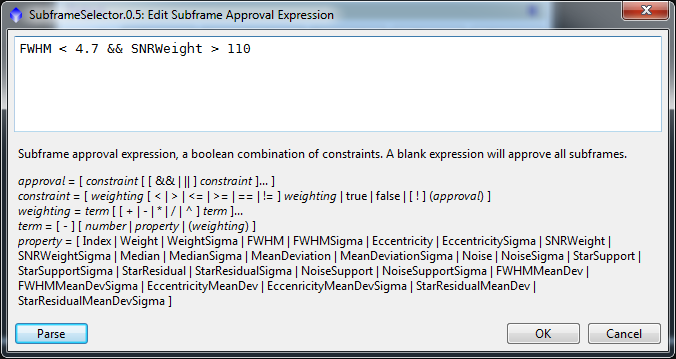 SubframeSelector.0.5: Edit Subframe Approval Expression
FWHM < 4.7 && SNRWeight > 110
Subframe approval expression, a boolean combination of constraints. A blank expression will approve all subframes.
approval = [ constraint [ [ && | || ] constraint ]... ]
constraint = [ weighting [ < | > | <= | >= | == | != ] weighting | true | false | [ ! ] (approval) ]
weighting = term [ [ + | - | * | / | ^ ] term ]...
term = [ - ] [ number | property | (weighting) ]
property = [ Index | Weight | WeightSigma | FWHM | FWHMSigma | Eccentricity | EccentricitySigma | SNRWeight |
SNRWeightSigma | Median | MedianSigma | MeanDeviation | MeanDeviationSigma | Noise | NoiseSigma | StarSupport |
StarSupportSigma | StarResidual | StarResidualSigma | NoiseSupport | NoiseSupportSigma | FWHMMeanDev |
FWHMMeanDevSigma | EccentricityMeanDev | EccenricityMeanDevSigma | StarResidualMeanDev |
StarResidualMeanDevSigma ]
Parse
OK
Cancel